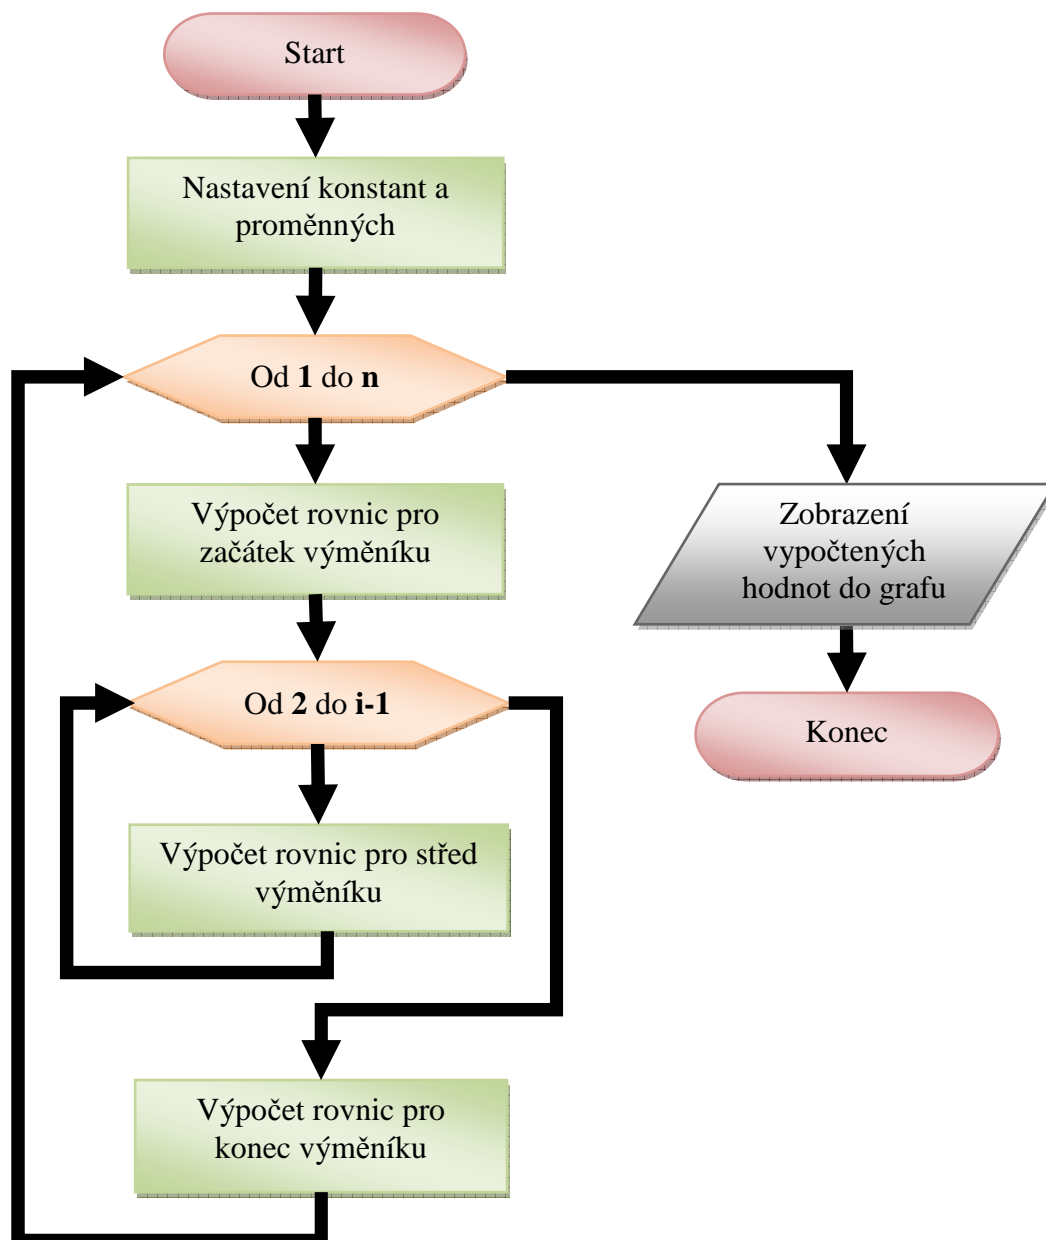 Start
Nastavení konstant a
proměnných
Od 1 do n
Výpočet rovnic pro
začátek výměníku
Od 2 do i-1
Výpočet rovnic pro střed
výměníku
Výpočet rovnic pro
konec výměníku
Zobrazení
vypočtených
hodnot do grafu
Konec